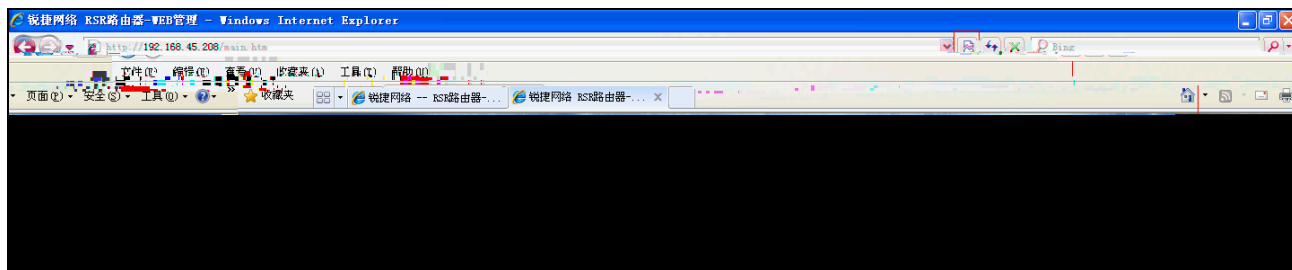 锐捷网络 RSR路由器-WEB管理 - Windows Internet Explorer
http://192.168.45.208/main.htm
Bing
文件(F) 编辑(E) 查看(V) 收藏夹(A) 工具(T) 帮助(H)
页面(P) 安全(S) 工具(O) » 收藏夹 锐捷网络 -- RSR路由器-... 锐捷网络 RSR路由器-... X